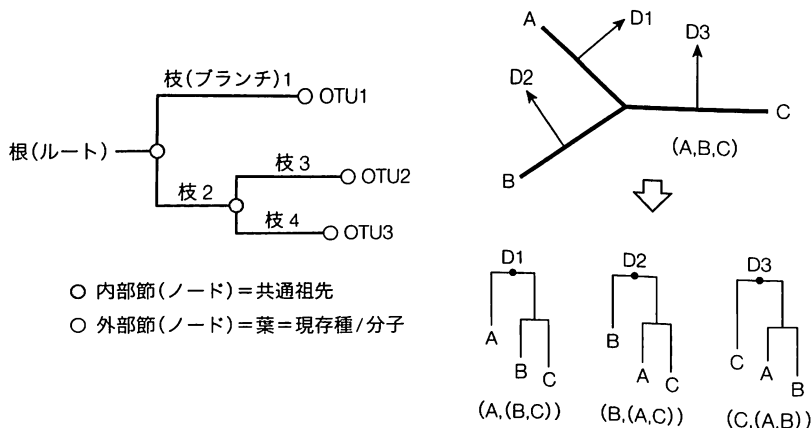 枝(ブランチ)1
OTU1
根(ルート)
枝3
OTU2
枝2
枝4
OTU3
内部節(ノード)=共通祖先
外部節(ノード)=葉=現存種/分子
A
D1
D3
D2
C
(A,B,C)
B
D1
A
B
C
(A,(B,C))
D2
B
A
C
(B,(A,C))
D3
C
A
B
(C,(A,B))